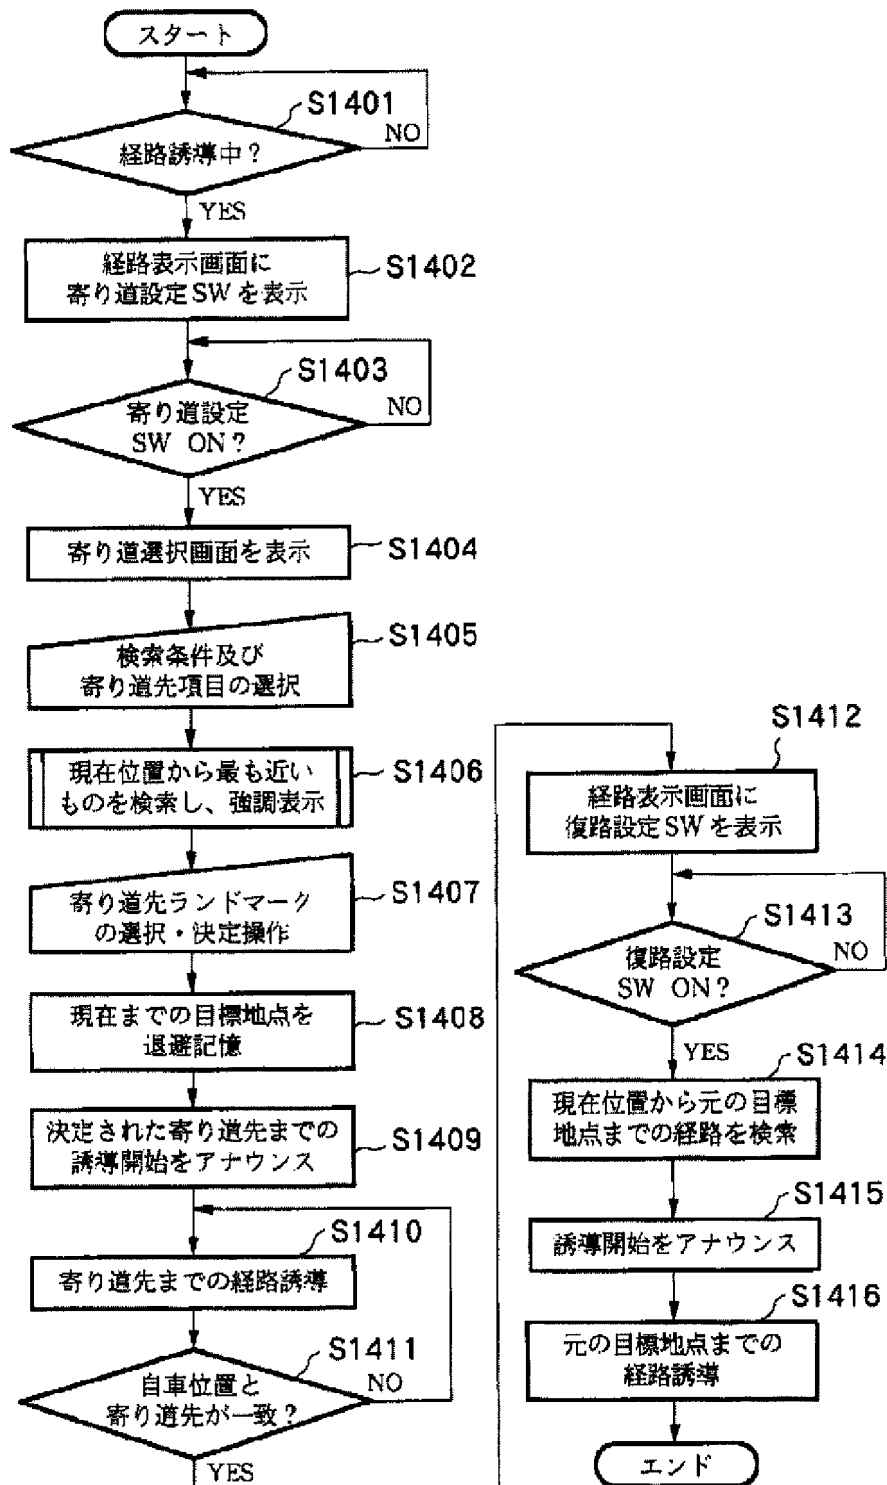 スタート
S1401
経路誘導中？
NO
YES
経路表示画面に
寄り道設定SWを表示
S1402
S1403
寄り道設定
SW ON？
NO
YES
寄り道選択画面を表示
S1404
検索条件及び
寄り道先項目の選択
S1405
現在位置から最も近い
ものを検索し、強調表示
S1406
寄り道先ランドマーク
の選択・決定操作
S1407
現在までの目標地点を
退避記憶
S1408
決定された寄り道先までの
誘導開始をアナウンス
S1409
S1410
寄り道先までの経路誘導
S1411
自車位置と
寄り道先が一致？
NO
YES
S1412
経路表示画面に
復路設定SWを表示
S1413
復路設定
SW ON？
NO
YES
S1414
現在位置から元の目標
地点までの経路を検索
S1415
誘導開始をアナウンス
S1416
元の目標地点までの
経路誘導
エンド